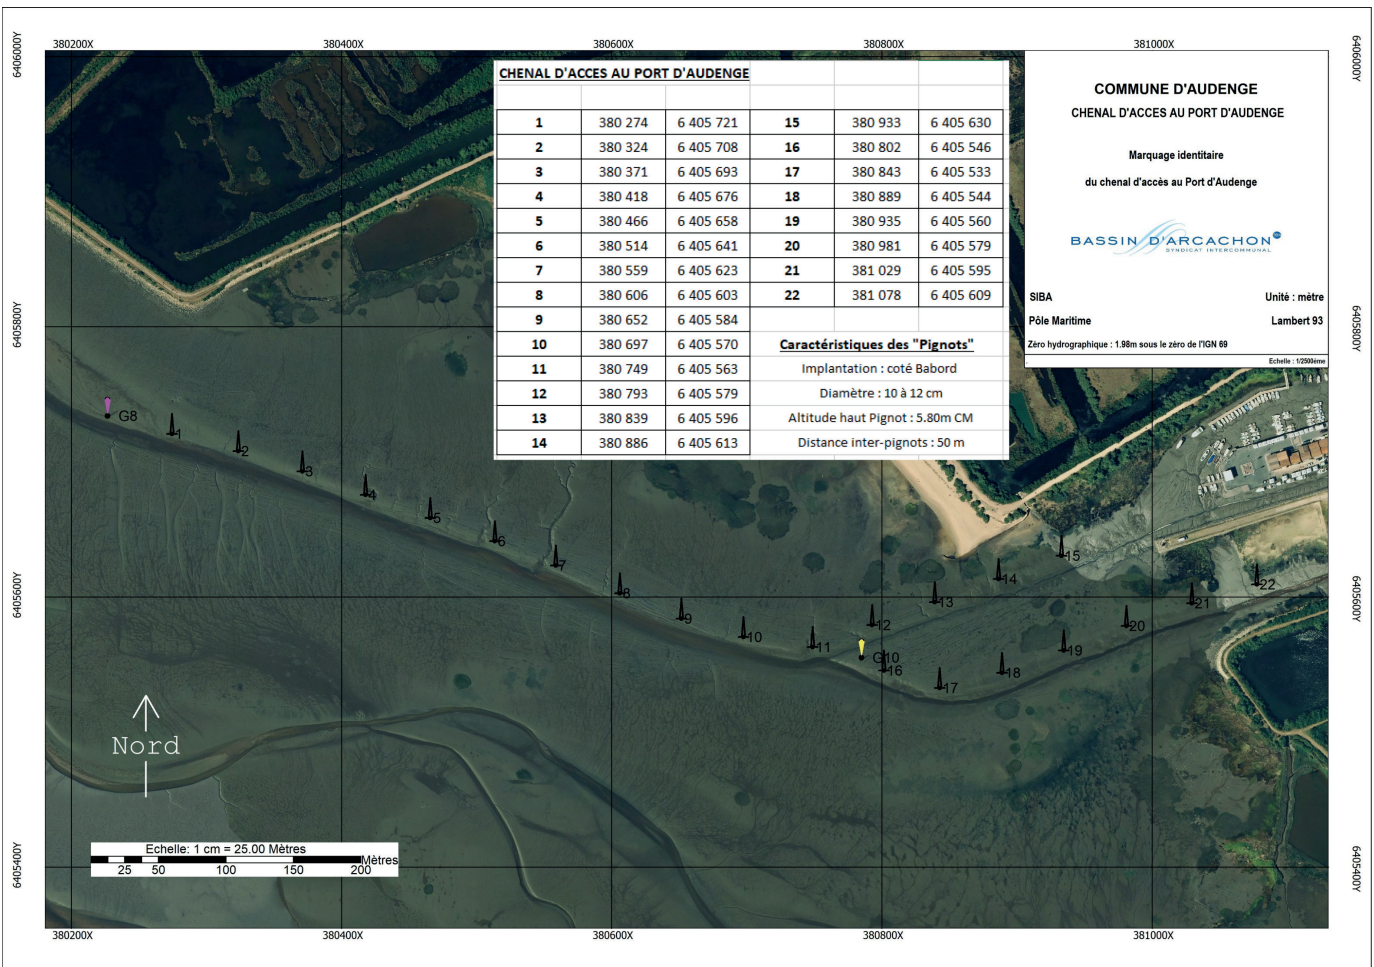 380200X 380400X 380600X 380800X 381000X
6406000Y 6406000Y
CHENAL D'ACCES AU PORT D'AUDENGE
1 380 274 6 405 721 15 380 933 6 405 630
2 380 324 6 405 708 16 380 802 6 405 546
3 380 371 6 405 693 17 380 843 6 405 533
4 380 418 6 405 676 18 380 889 6 405 544
5 380 466 6 405 658 19 380 935 6 405 560
6 380 514 6 405 641 20 380 981 6 405 579
7 380 559 6 405 623 21 381 029 6 405 595
8 380 606 6 405 603 22 381 078 6 405 609
9 380 652 6 405 584
10 380 697 6 405 570 Caractéristiques des "Pignots"
11 380 749 6 405 563 Implantation : coté Babord
12 380 793 6 405 579 Diamètre : 10 à 12 cm
13 380 839 6 405 596 Altitude haut Pignot : 5.80m CM
14 380 886 6 405 613 Distance inter-pignots : 50 m
COMMUNE D'AUDENGE
CHENAL D'ACCES AU PORT D'AUDENGE
Marquage identitaire
du chenal d'accès au Port d'Audenge
BASSIN D'ARCACHON
SYNDICAT INTERCOMMUNAL
SIBA Unité : mètre
Pôle Maritime Lambert 93
Zéro hydrographique : 1.98m sous le zéro de l'IGN 69
Echelle : 1/2500ème
6405800Y 6405800Y
G8
1
2
3
4
5
6
7
8
9
10
11
12
13
14
15
G10
16
17
18
19
20
21
22
6405600Y 6405600Y
Nord
Echelle: 1 cm = 25.00 Mètres
Mètres
25 50 100 150 200
6405400Y 6405400Y
380200X 380400X 380600X 380800X 381000X